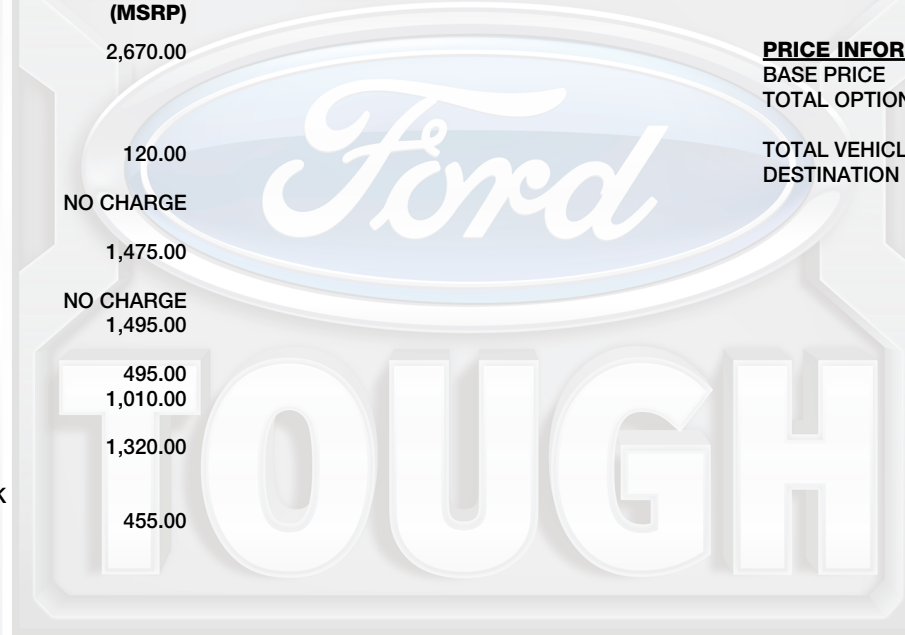 (MSRP)
2,670.00
120.00
NO CHARGE
1,475.00
NO CHARGE
1,495.00
495.00
1,010.00
1,320.00
K
455.00
PRICE INFOR
BASE PRICE
TOTAL OPTION
TOTAL VEHICL
DESTINATION
Ford
TOUGH